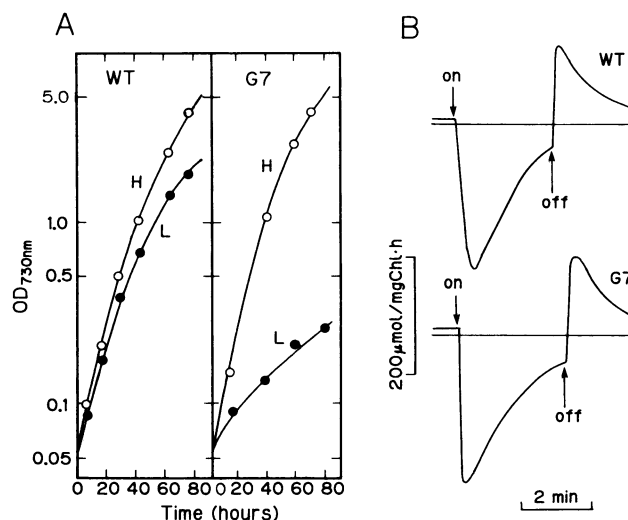 A
WT
G7
5.0
1.0
0.5
0.1
0.05
OD730nm
H
L
H
L
0 20 40 60 80
0 20 40 60 80
Time (hours)
B
WT
on
off
G7
on
off
200μmol/mgChl·h
2 min